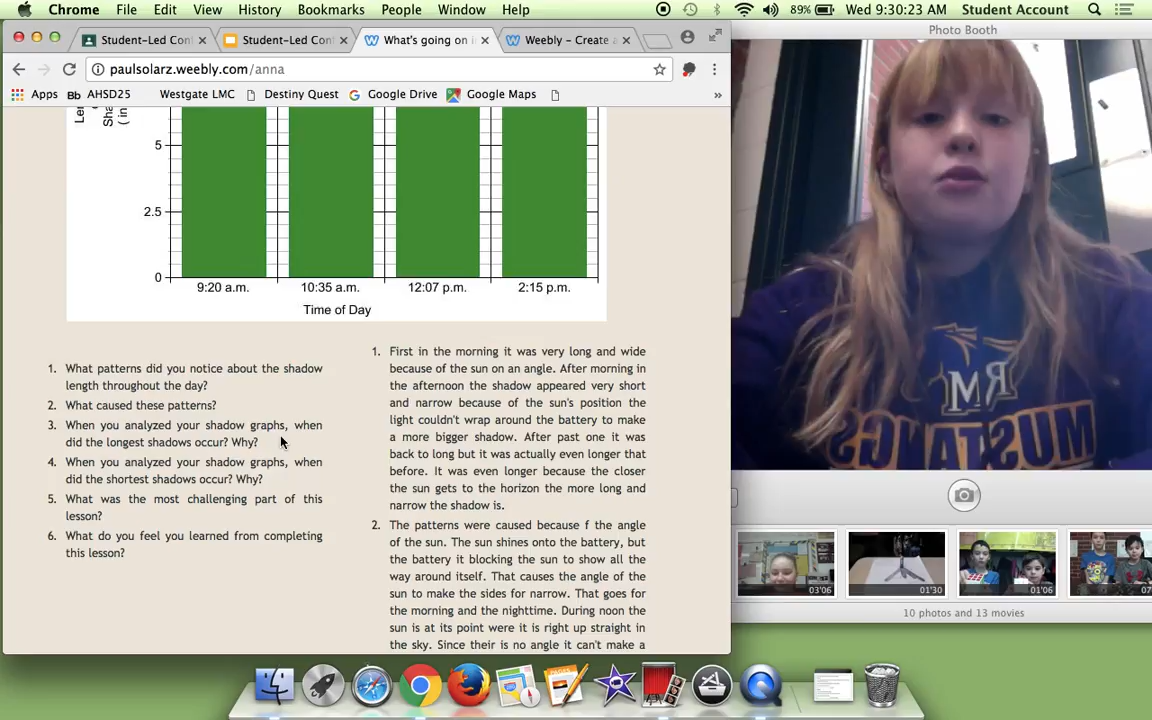 Chrome File Edit View History Bookmarks People Window Help 89% Wed 9:30:23 AM Student Account
Photo Booth
Student-Led Con
Student-Led Con
What's going on i
Weebly - Create a
paulsolarz.weebly.com/anna
Apps Bb AHSD25 Westgate LMC Destiny Quest Google Drive Google Maps »
Len
Sha
(in
5
2.5
0
9:20 a.m. 10:35 a.m. 12:07 p.m. 2:15 p.m.
Time of Day
1. What patterns did you notice about the shadow
length throughout the day?
2. What caused these patterns?
3. When you analyzed your shadow graphs, when
did the longest shadows occur? Why?
4. When you analyzed your shadow graphs, when
did the shortest shadows occur? Why?
5. What was the most challenging part of this
lesson?
6. What do you feel you learned from completing
this lesson?
1. First in the morning it was very long and wide
because of the sun on an angle. After morning in
the afternoon the shadow appeared very short
and narrow because of the sun's position the
light couldn't wrap around the battery to make
a more bigger shadow. After past one it was
back to long but it was actually even longer that
before. It was even longer because the closer
the sun gets to the horizon the more long and
narrow the shadow is.
2. The patterns were caused because f the angle
of the sun. The sun shines onto the battery, but
the battery it blocking the sun to show all the
way around itself. That causes the angle of the
sun to make the sides for narrow. That goes for
the morning and the nighttime. During noon the
sun is at its point were it is right up straight in
the sky. Since their is no angle it can't make a
RM
MUSTANGS
03'06
01'30
01'06
07
10 photos and 13 movies